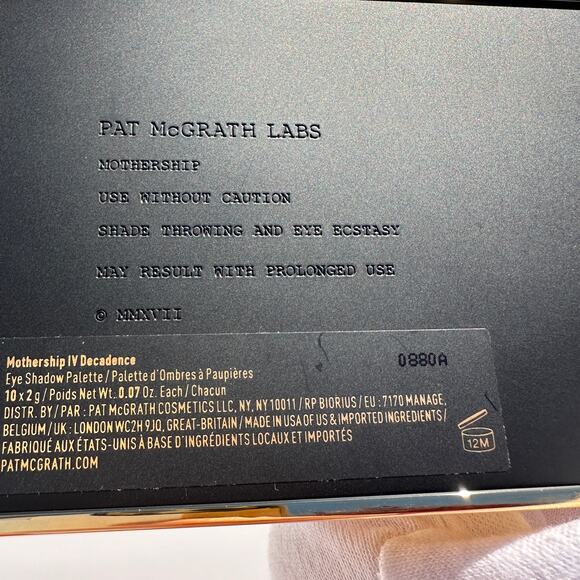 PAT McGRATH LABS
MOTHERSHIP
USE WITHOUT CAUTION
SHADE THROWING AND EYE ECSTASY
MAY RESULT WITH PROLONGED USE
© MMXVII
Mothership IV Decadence
0880A
Eye Shadow Palette / Palette d'Ombres à Paupières
10 x 2 g / Poids Net Wt. 0.07 Oz. Each / Chacun
DISTR. BY / PAR : PAT McGRATH COSMETICS LLC, NY, NY 10011 / RP BIORIUS / EU : 7170 MANAGE,
BELGIUM / UK : LONDON WC2H 9JQ, GREAT-BRITAIN / MADE IN USA OF US & IMPORTED INGREDIENTS /
FABRIQUÉ AUX ÉTATS-UNIS À BASE D'INGRÉDIENTS LOCAUX ET IMPORTÉS
PATMCGRATH.COM
12M